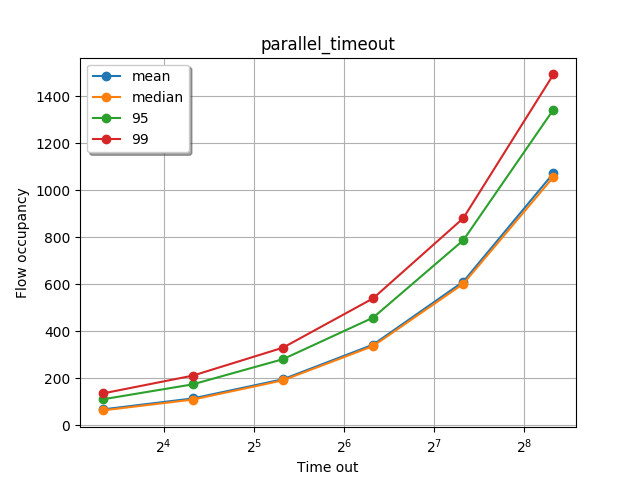 parallel_timeout
mean
median
95
99
Flow occupancy
1400
1200
1000
800
600
400
200
0
2⁴ 2⁵ 2⁶ 2⁷ 2⁸
Time out